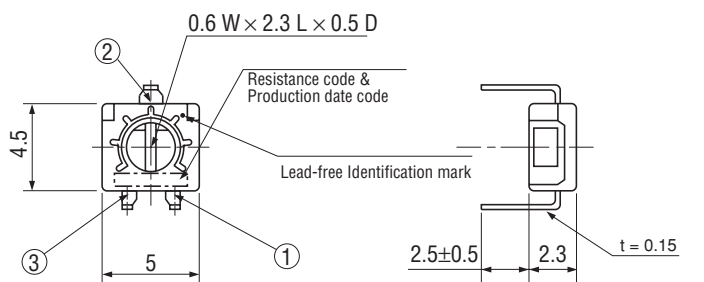 0.6 W × 2.3 L × 0.5 D
②
Resistance code &
Production date code
4.5
Lead-free Identification mark
③
5
①
2.5±0.5
2.3
t = 0.15